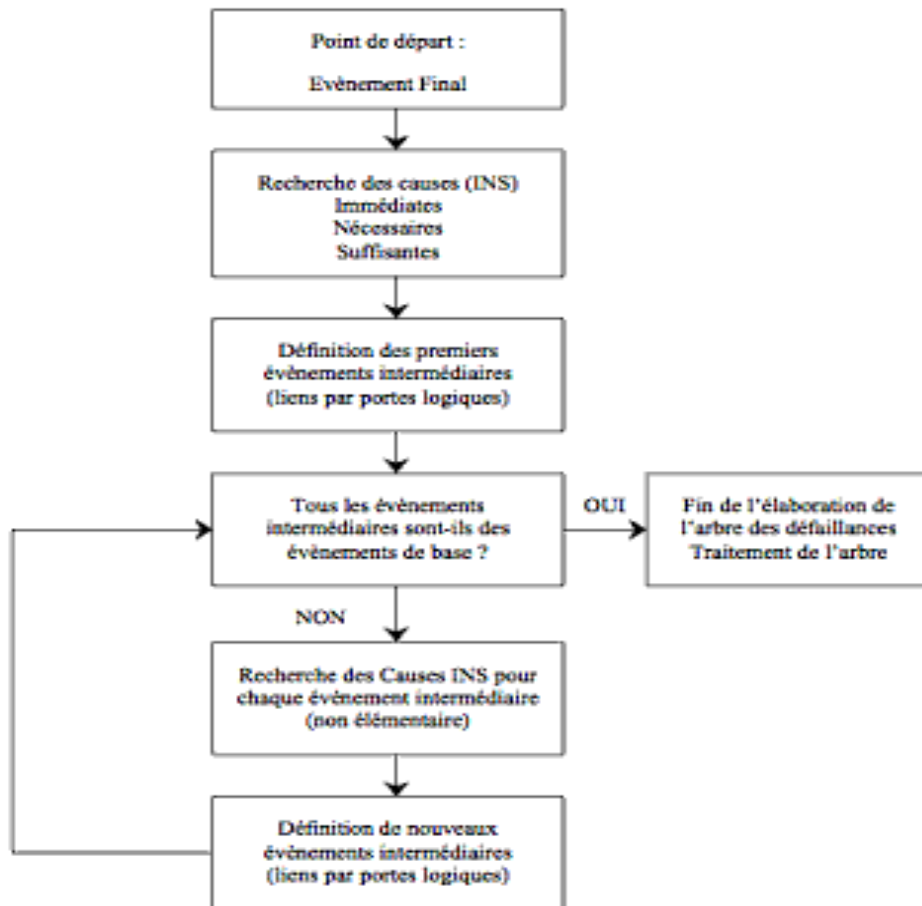 Point de départ :
Evènement Final
Recherche des causes (INS)
Immédiates
Nécessaires
Suffisantes
Définition des premiers
évènements intermédiaires
(liens par portes logiques)
Tous les évènements
intermédiaires sont-ils des
évènements de base ?
OUI
Fin de l'élaboration de
l'arbre des défaillances
Traitement de l'arbre
NON
Recherche des Causes INS pour
chaque évènement intermédiaire
(non élémentaire)
Définition de nouveaux
évènements intermédiaires
(liens par portes logiques)